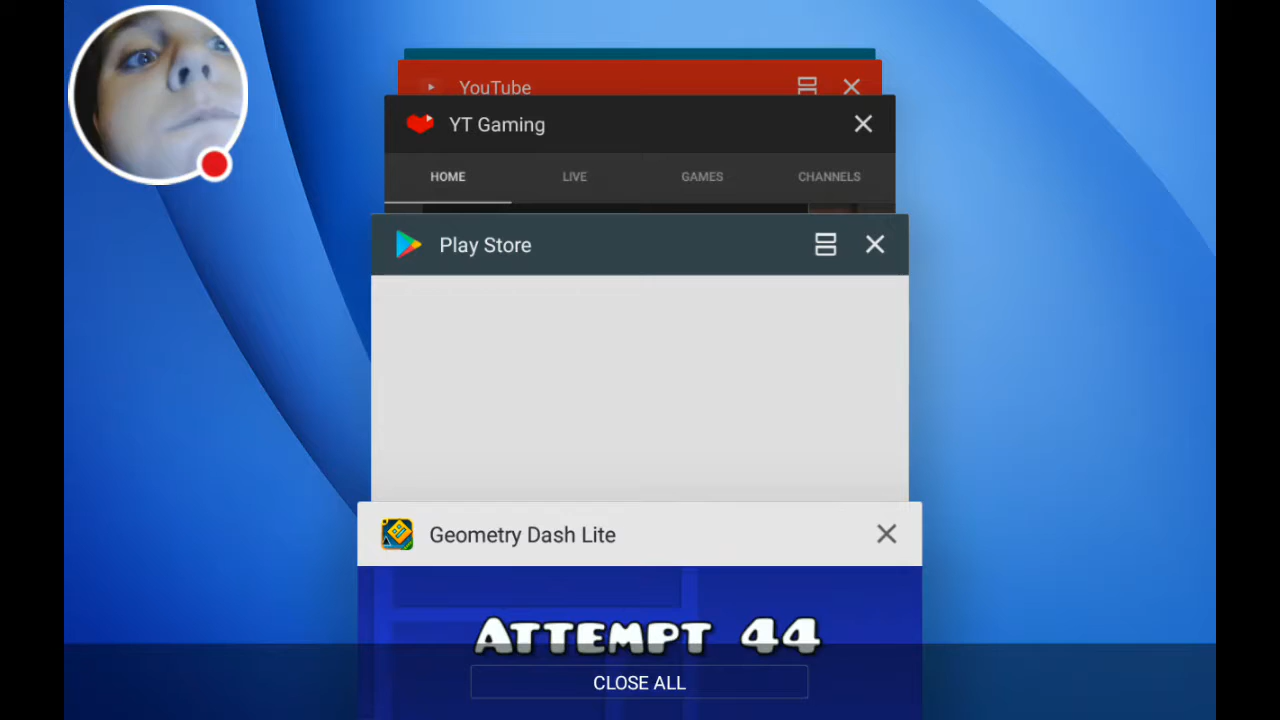 YouTube
YT Gaming
HOME LIVE GAMES CHANNELS
Play Store
Geometry Dash Lite
ATTEMPT 44
CLOSE ALL